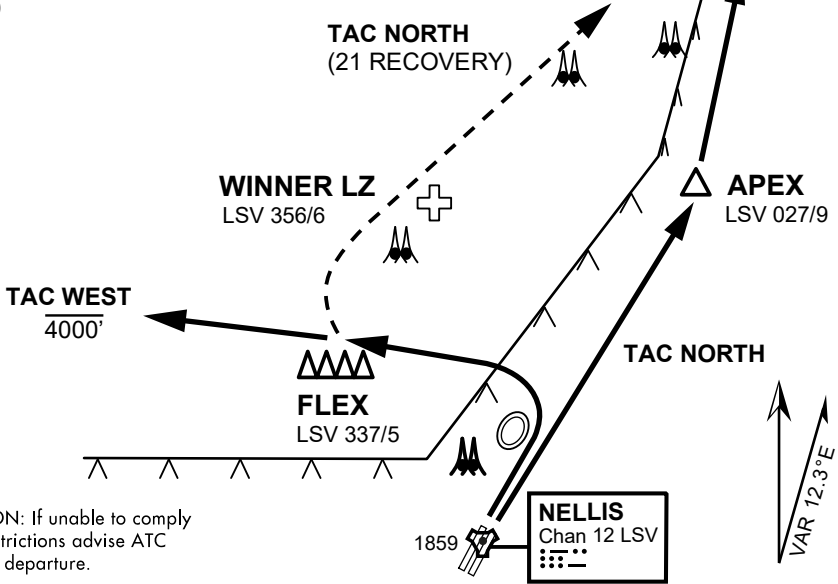 TAC NORTH
(21 RECOVERY)
WINNER LZ
LSV 356/6
APEX
LSV 027/9
TAC WEST
4000'
TAC NORTH
FLEX
LSV 337/5
ON: If unable to comply
trictions advise ATC
departure.
1859
NELLIS
Chan 12 LSV
VAR 12.3°E